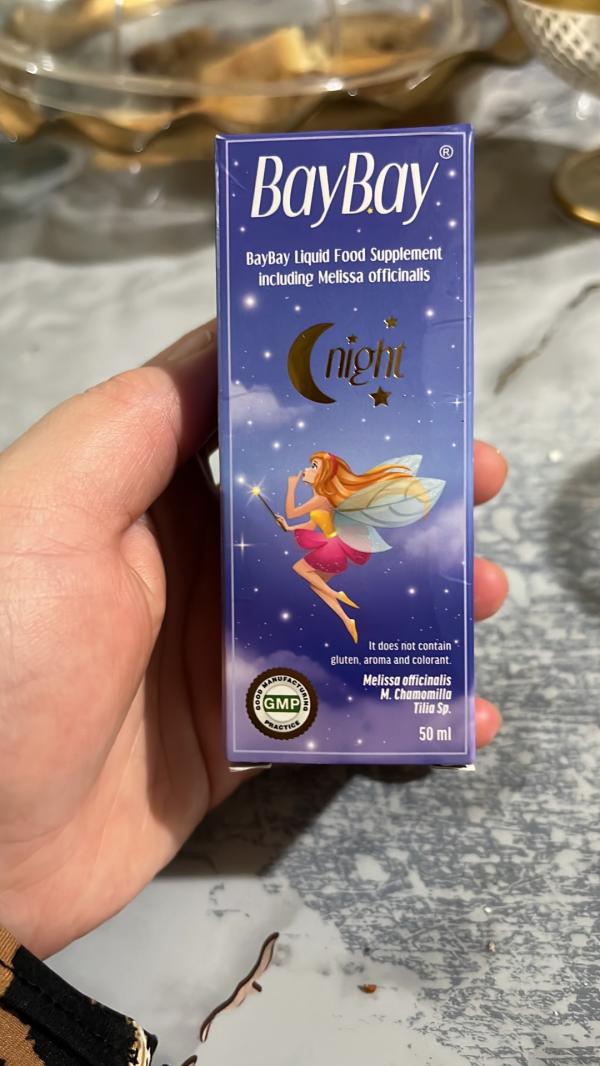 BayBay®
BayBay Liquid Food Supplement
including Melissa officinalis
night
It does not contain
gluten, aroma and colorant.
Melissa officinalis
M. Chamomilla
Tilia Sp.
GOOD MANUFACTURING
GMP
PRACTICE
50 ml